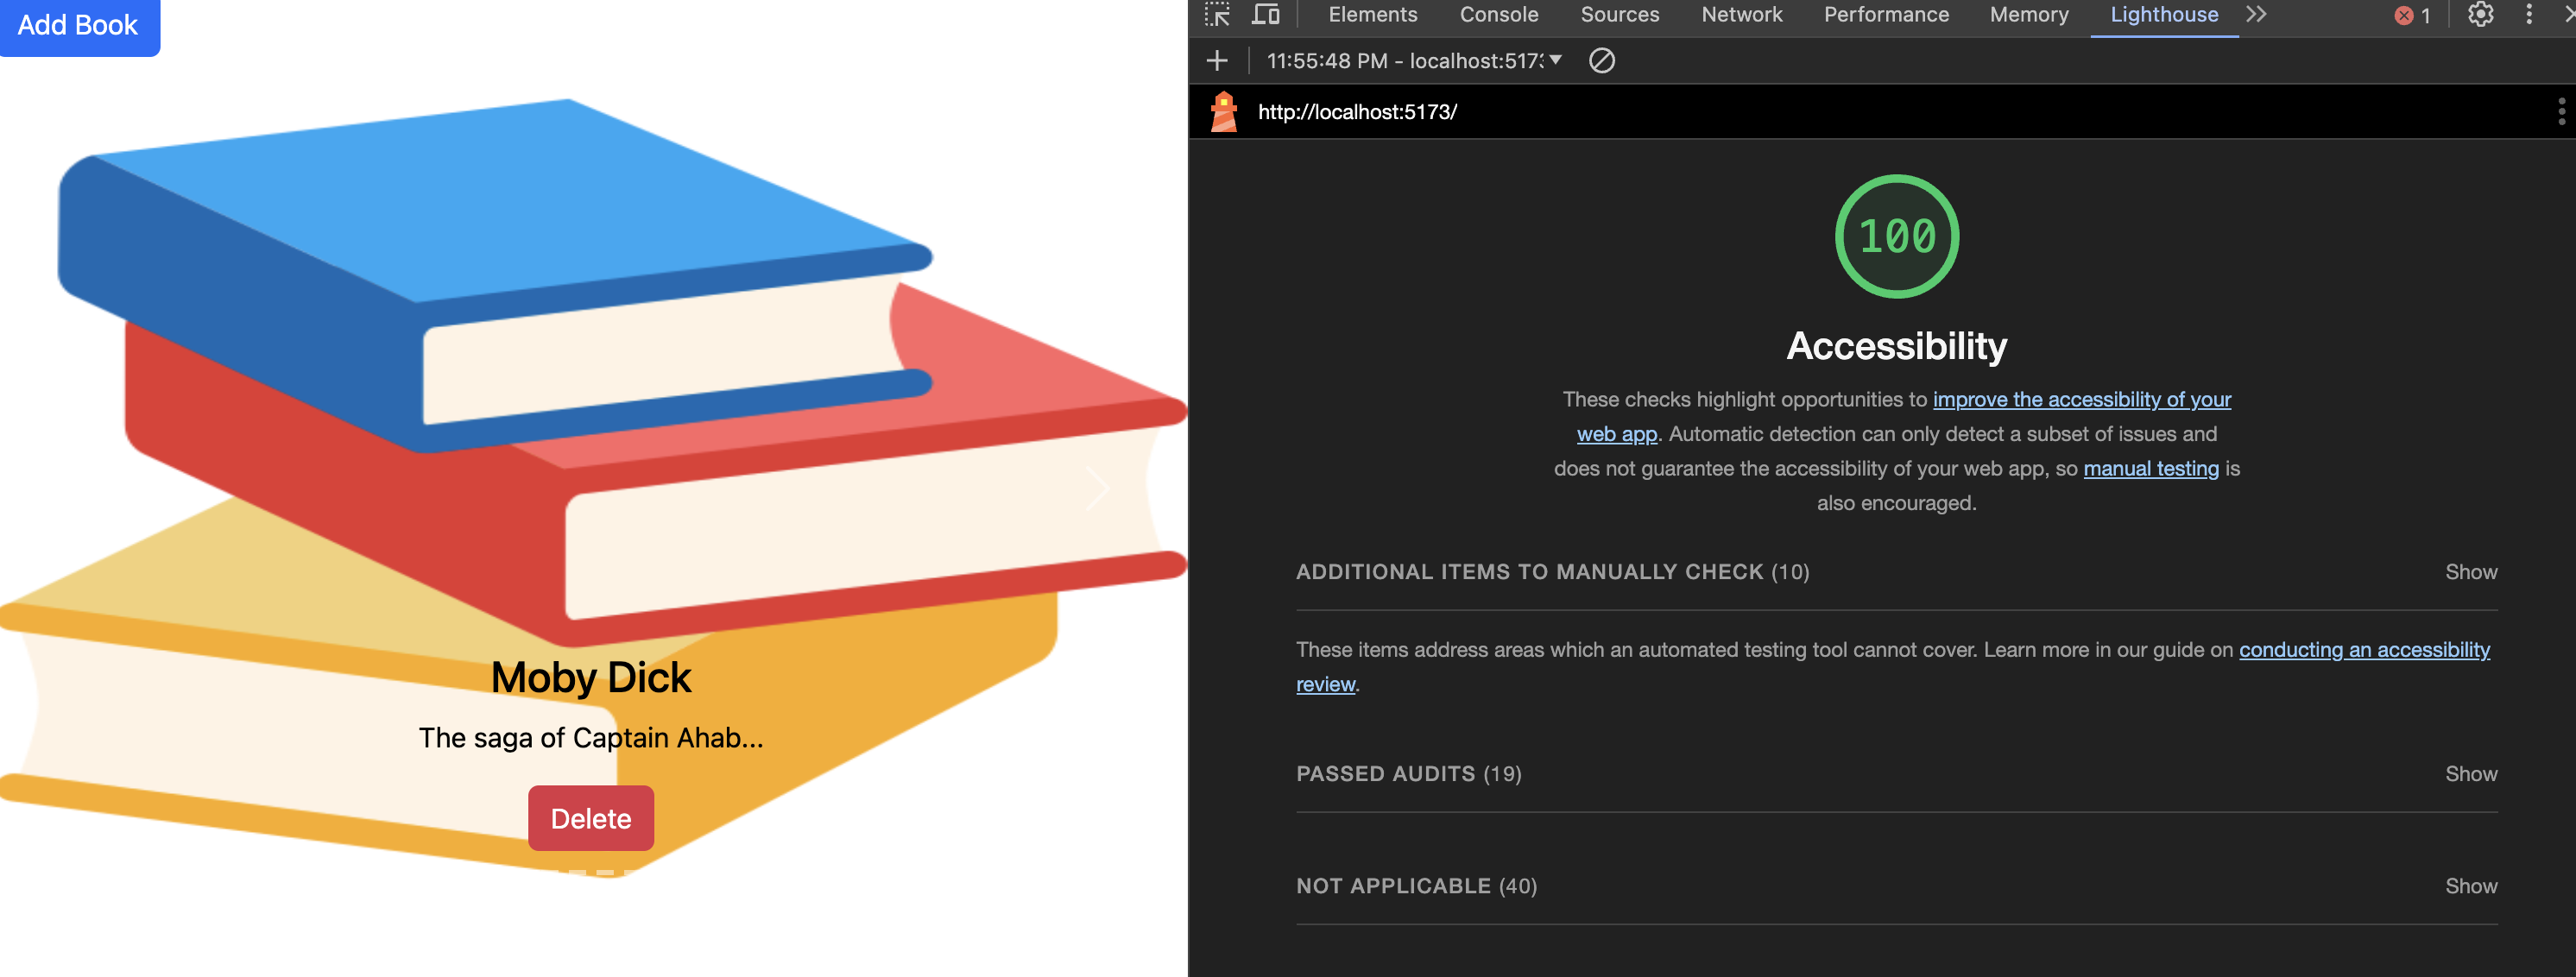 Add Book
Moby Dick
The saga of Captain Ahab...
Delete
Elements Console Sources Network Performance Memory Lighthouse 1
11:55:48 PM - localhost:517
http://localhost:5173/
100
Accessibility
These checks highlight opportunities to improve the accessibility of your
web app. Automatic detection can only detect a subset of issues and
does not guarantee the accessibility of your web app, so manual testing is
also encouraged.
ADDITIONAL ITEMS TO MANUALLY CHECK (10) Show
These items address areas which an automated testing tool cannot cover. Learn more in our guide on conducting an accessibility
review.
PASSED AUDITS (19) Show
NOT APPLICABLE (40) Show